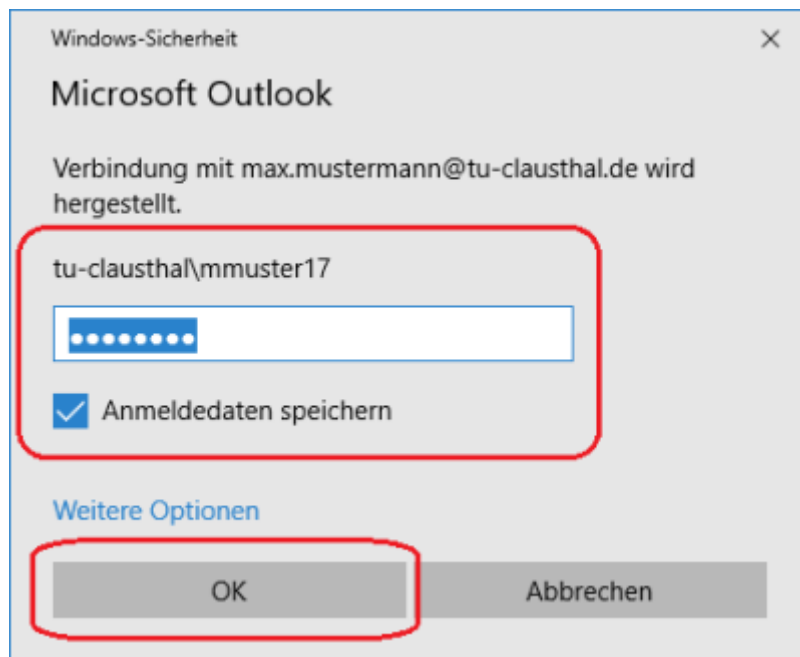 Windows-Sicherheit
Microsoft Outlook
Verbindung mit max.mustermann@tu-clausthal.de wird
hergestellt.
tu-clausthal\mmuster17
••••••••
Anmeldedaten speichern
Weitere Optionen
OK
Abbrechen